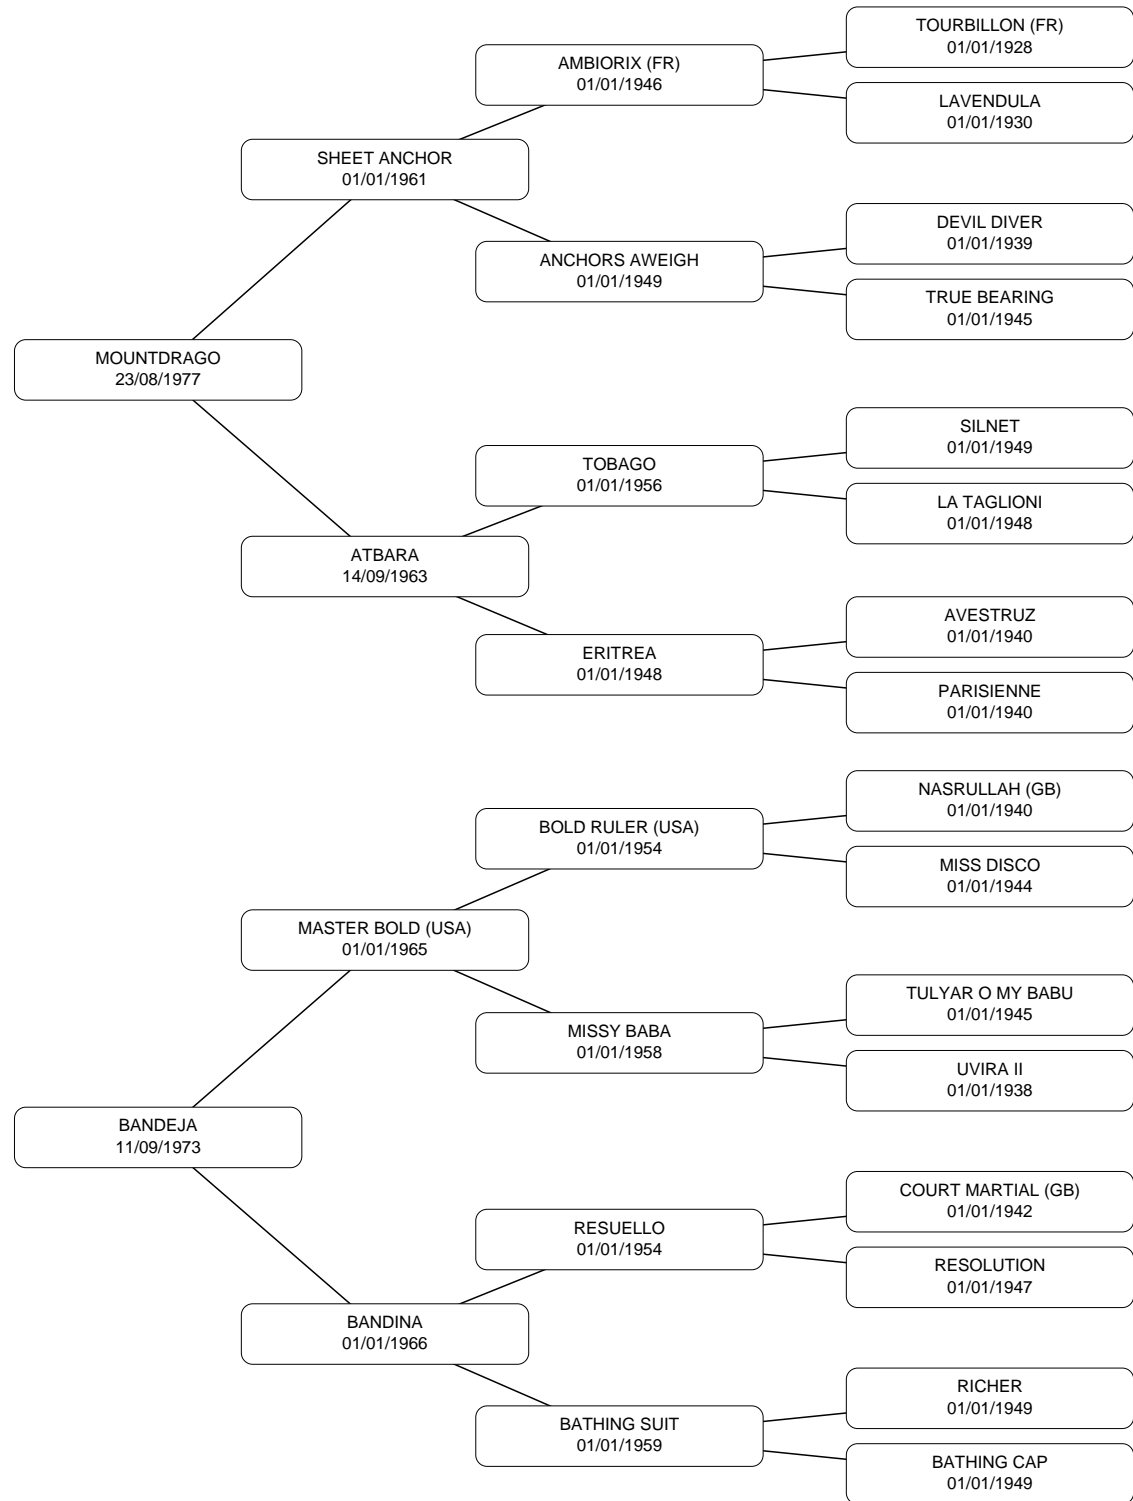 TOURBILLON (FR)
01/01/1928
AMBIORIX (FR)
01/01/1946
LAVENDULA
01/01/1930
SHEET ANCHOR
01/01/1961
DEVIL DIVER
01/01/1939
ANCHORS AWEIGH
01/01/1949
TRUE BEARING
01/01/1945
MOUNTDRAGO
23/08/1977
SILNET
01/01/1949
TOBAGO
01/01/1956
LA TAGLIONI
01/01/1948
ATBARA
14/09/1963
AVESTRUZ
01/01/1940
ERITREA
01/01/1948
PARISIENNE
01/01/1940
NASRULLAH (GB)
01/01/1940
BOLD RULER (USA)
01/01/1954
MISS DISCO
01/01/1944
MASTER BOLD (USA)
01/01/1965
TULYAR O MY BABU
01/01/1945
MISSY BABA
01/01/1958
UVIRA II
01/01/1938
BANDEJA
11/09/1973
COURT MARTIAL (GB)
01/01/1942
RESUELLO
01/01/1954
RESOLUTION
01/01/1947
BANDINA
01/01/1966
RICHER
01/01/1949
BATHING SUIT
01/01/1959
BATHING CAP
01/01/1949